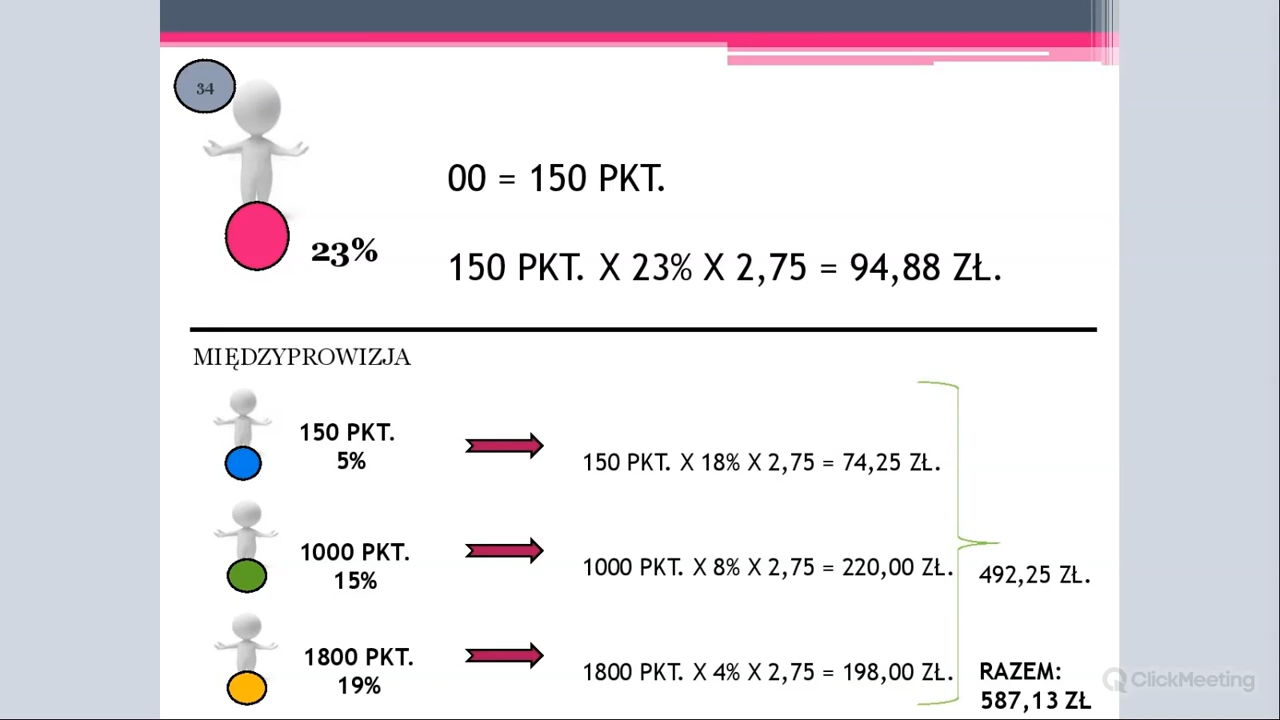 34
00 = 150 PKT.
23%
150 PKT. X 23% X 2,75 = 94,88 ZŁ.
MIĘDZYPROWIZJA
150 PKT.
5%
150 PKT. X 18% X 2,75 = 74,25 ZŁ.
1000 PKT.
15%
1000 PKT. X 8% X 2,75 = 220,00 ZŁ.
492,25 ZŁ.
1800 PKT.
19%
1800 PKT. X 4% X 2,75 = 198,00 ZŁ.
RAZEM:
587,13 ZŁ
ClickMeeting